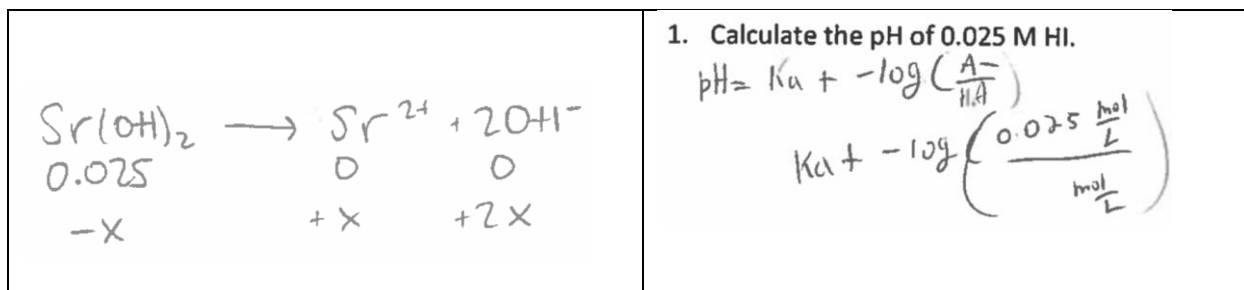 Sr(OH)₂ → Sr²⁺ + 2OH⁻
0.025 0 0
-x +x +2x
1. Calculate the pH of 0.025 M HI.
pH= Ka + -log(A-/HA)
Ka + -log(0.025 mol/L / mol/L)